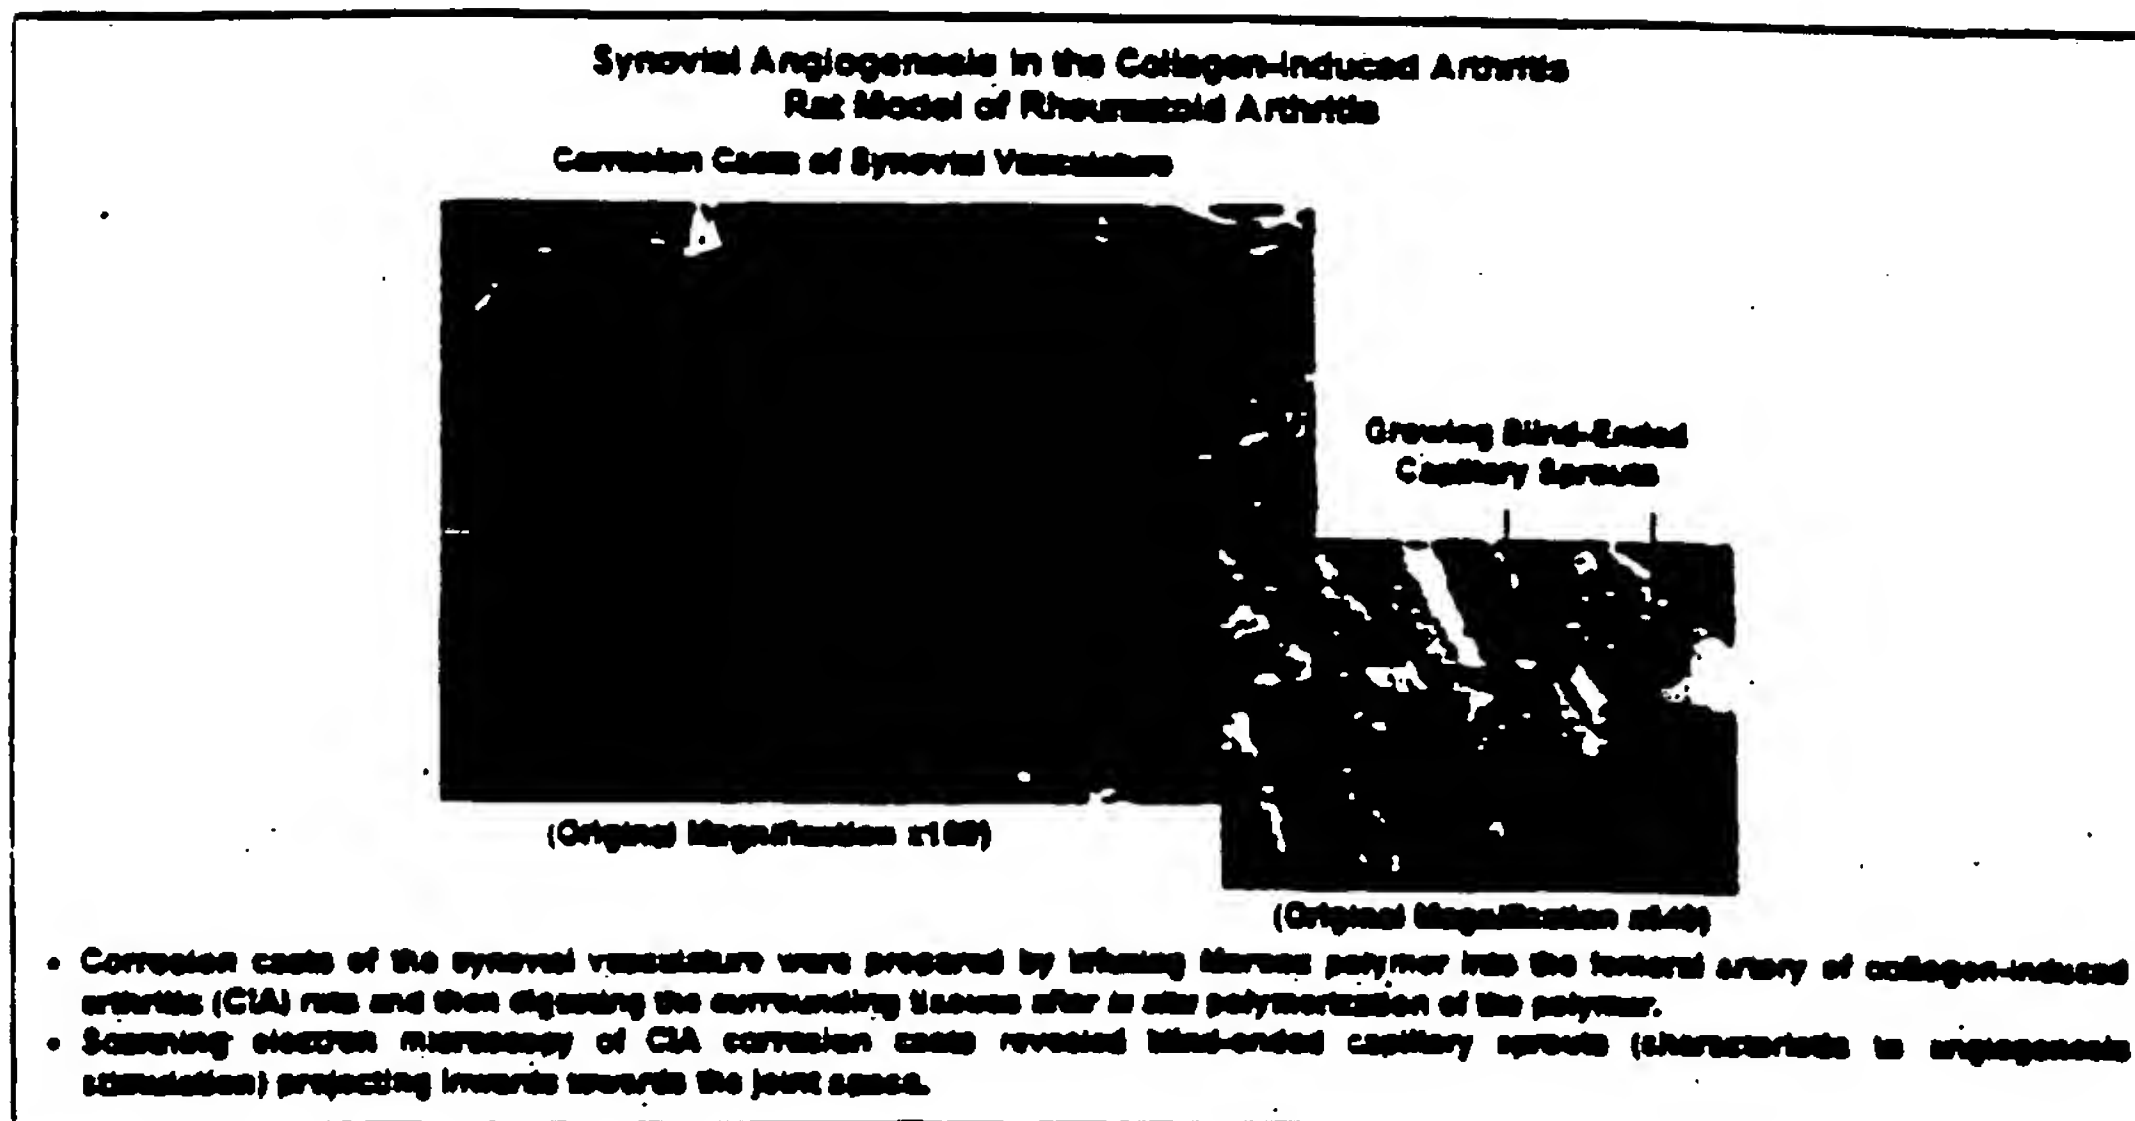 Synovial Angiogenesis in the Collagen-Induced Arthritis
Rat Model of Rheumatoid Arthritis
Corrosion Casts of Synovial Vasculature
Growing Blind-Ended
Capillary Sprouts
(Original Magnification
(Original Magnification
• Corrosion casts of the synovial vasculature were prepared by infusing polymer into the femoral artery of collagen-induced
arthritis (CIA) rats and then digesting the surrounding tissues after in situ polymerization of the polymer.
• Scanning electron microscopy of CIA corrosion casts revealed blind-ended capillary sprouts (characteristic angiogenesis
stimulation) projecting inwards towards the joint space.